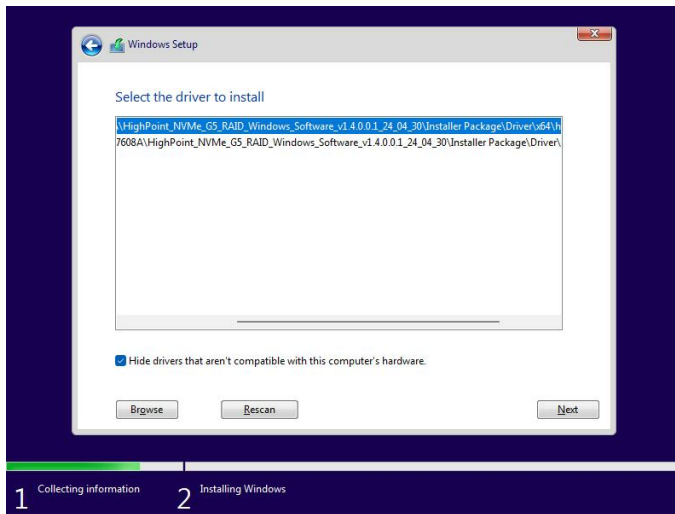 Windows Setup
Select the driver to install
\HighPoint_NVMe_G5_RAID_Windows_Software_v1.4.0.0.1_24_04_30\Installer Package\Driver\x64\h
7608A\HighPoint_NVMe_G5_RAID_Windows_Software_v1.4.0.0.1_24_04_30\Installer Package\Driver\
Hide drivers that aren't compatible with this computer's hardware.
Browse Rescan Next
1 Collecting information 2 Installing Windows